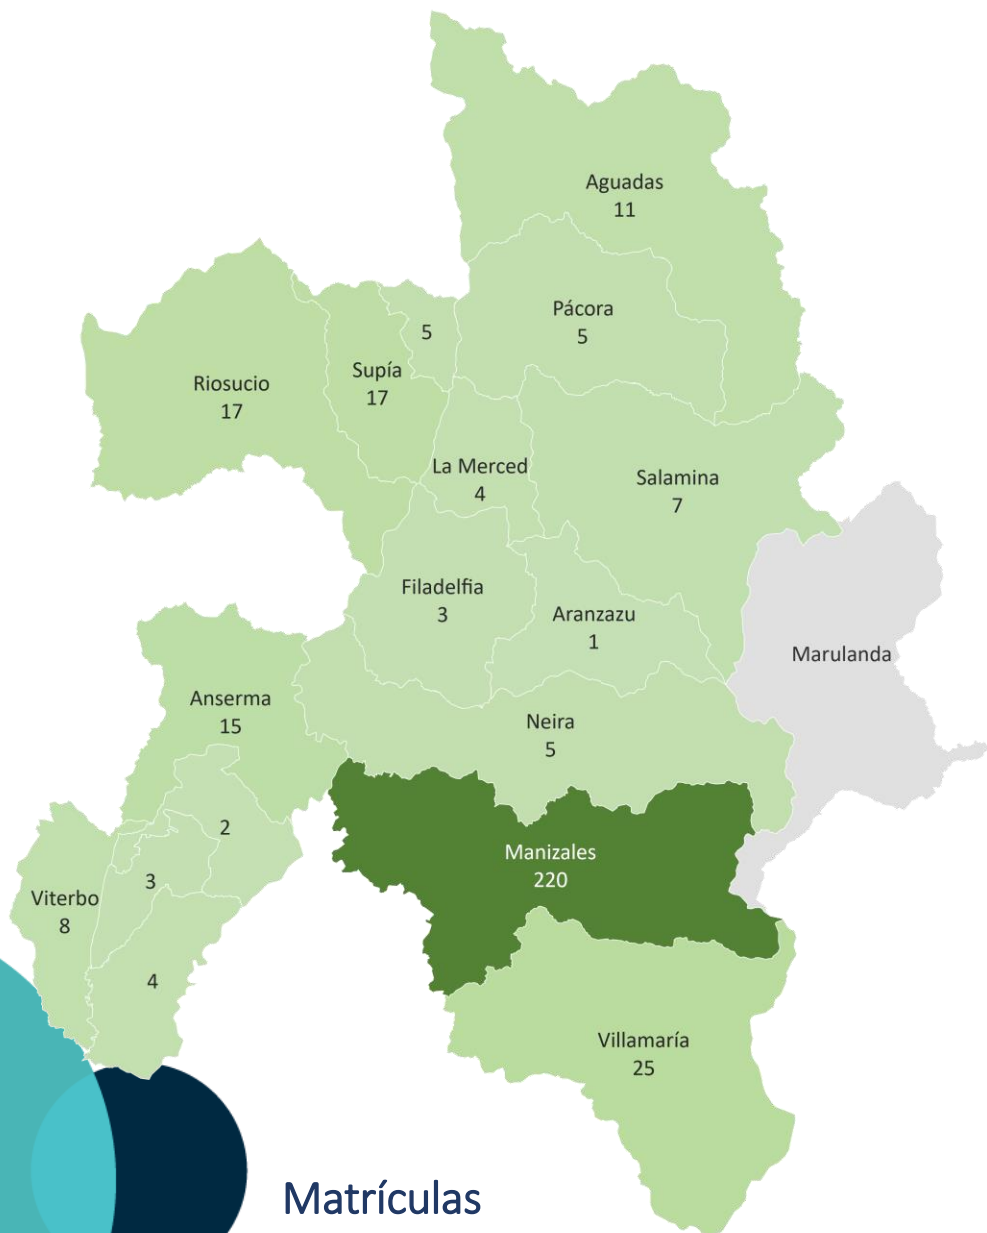 Aguadas
11
Pácora
5
5
Supía
17
Riosucio
17
La Merced
4
Salamina
7
Filadelfia
3
Aranzazu
1
Marulanda
Anserma
15
Neira
5
2
Manizales
220
3
Viterbo
8
4
Villamaría
25
Matrículas